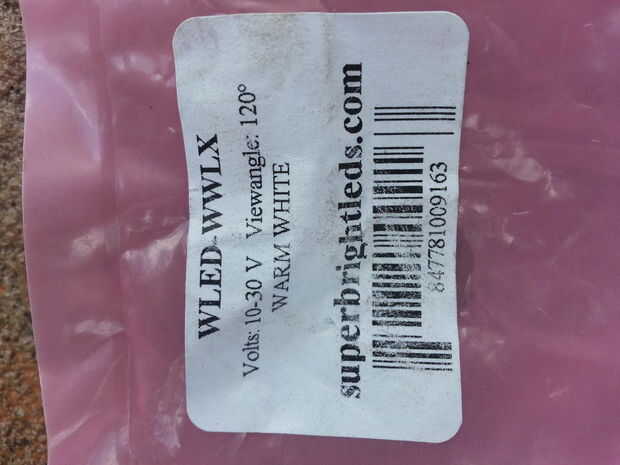 WLED-WWLX
Volts: 10-30 V Viewangle: 120°
WARM WHITE
superbrightleds.com
847781009163